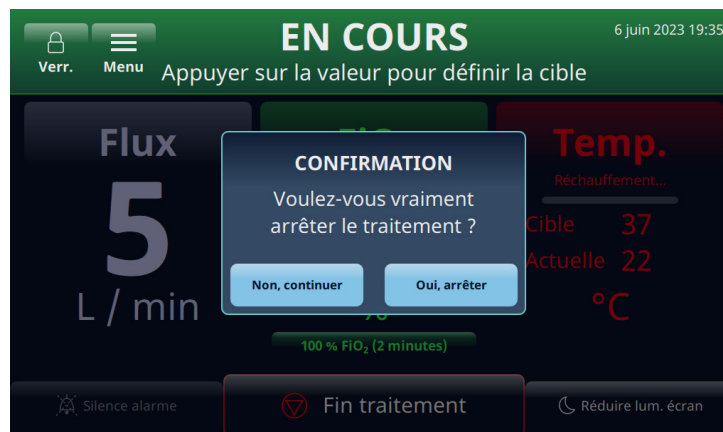 EN COURS
6 juin 2023 19:35
Verr.
Menu
Appuyer sur la valeur pour définir la cible
Flux
5
L / min
FiO
%
100 % FiO₂ (2 minutes)
Temp.
Réchauffement...
Cible 37
Actuelle 22
°C
CONFIRMATION
Voulez-vous vraiment
arrêter le traitement ?
Non, continuer
Oui, arrêter
Silence alarme
Fin traitement
Réduire lum. écran